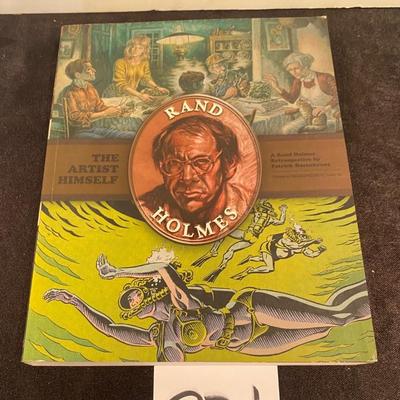 RAND
HOLMES
THE
ARTIST
HIMSELF
A Rand Holmes
Retrospective by
Patrick Rosenkranz